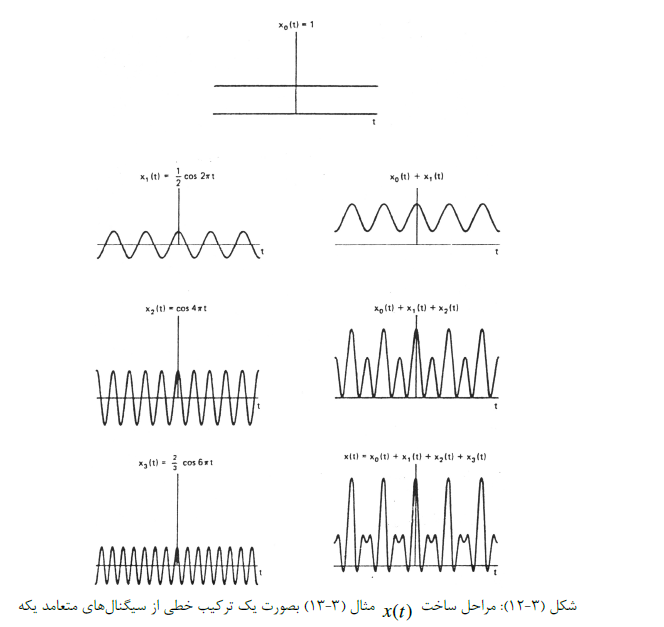 x₀(t) = 1
t
x₁(t) = 1/2 cos 2πt
x₀(t) + x₁(t)
t
t
x₂(t) = cos 4πt
x₀(t) + x₁(t) + x₂(t)
t
t
x₃(t) = 2/3 cos 6πt
x(t) = x₀(t) + x₁(t) + x₂(t) + x₃(t)
t
t
شکل (۳-۱۲): مراحل ساخت x(t) مثال (۳-۱۳) بصورت یک ترکیب خطی از سیگنال‌های متعامد یکه